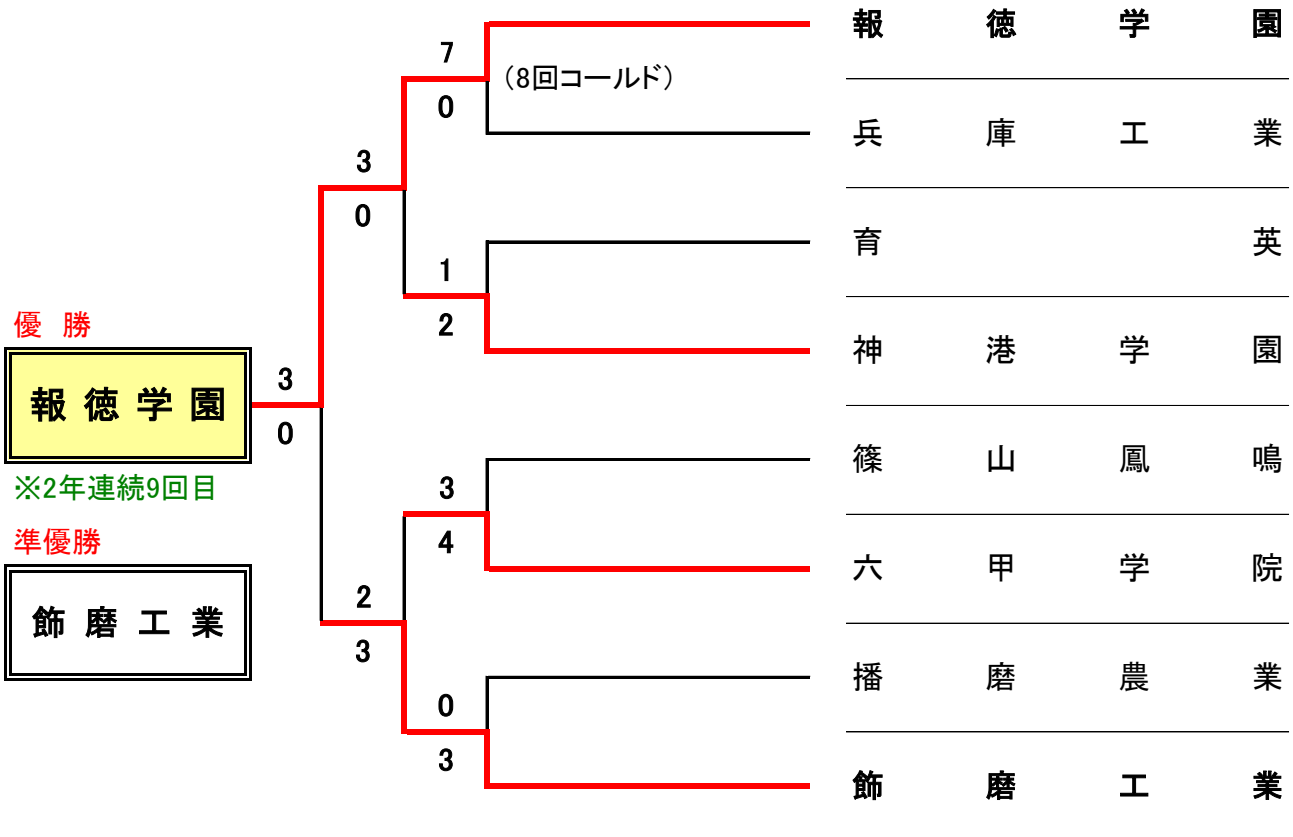 報徳学園
7
(8回コールド)
0
兵庫工業
3
0
育英
1
2
神港学園
優勝
報徳学園
3
0
※2年連続9回目
篠山鳳鳴
3
4
六甲学院
準優勝
飾磨工業
2
3
播磨農業
0
3
飾磨工業